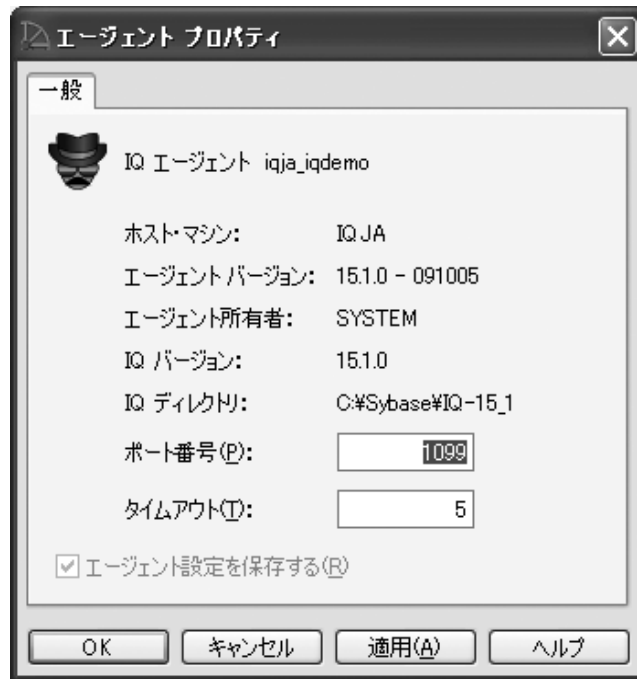 エージェント プロパティ
一般
IQ エージェント iqja_iqdemo
ホスト・マシン: IQJA
エージェント バージョン: 15.1.0 - 091005
エージェント所有者: SYSTEM
IQ バージョン: 15.1.0
IQ ディレクトリ: C:¥Sybase¥IQ-15_1
ポート番号(P): 1099
タイムアウト(T): 5
エージェント設定を保存する(R)
OK キャンセル 適用(A) ヘルプ